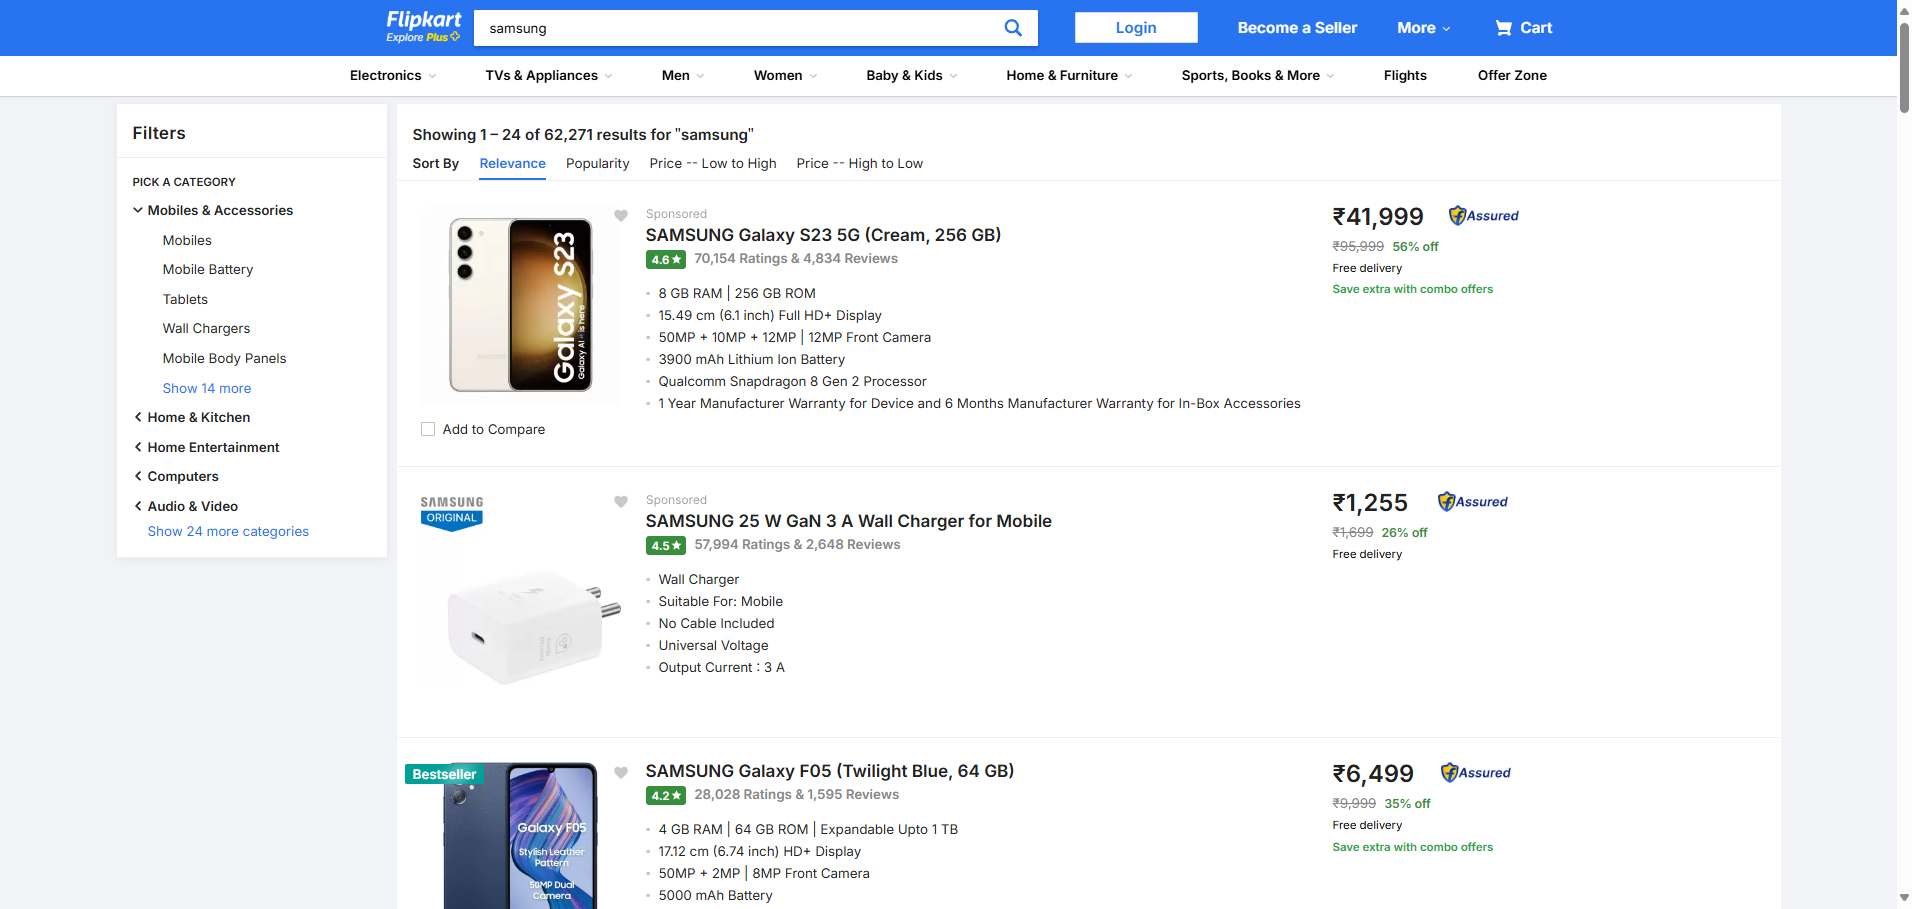 Flipkart
Explore Plus
samsung
Login
Become a Seller
More
Cart
Electronics
TVs & Appliances
Men
Women
Baby & Kids
Home & Furniture
Sports, Books & More
Flights
Offer Zone
Filters
PICK A CATEGORY
Mobiles & Accessories
Mobiles
Mobile Battery
Tablets
Wall Chargers
Mobile Body Panels
Show 14 more
Home & Kitchen
Home Entertainment
Computers
Audio & Video
Show 24 more categories
Showing 1 – 24 of 62,271 results for "samsung"
Sort By
Relevance
Popularity
Price -- Low to High
Price -- High to Low
Galaxy S23
Galaxy AI is here
Add to Compare
Sponsored
SAMSUNG Galaxy S23 5G (Cream, 256 GB)
4.6★ 70,154 Ratings & 4,834 Reviews
8 GB RAM | 256 GB ROM
15.49 cm (6.1 inch) Full HD+ Display
50MP + 10MP + 12MP | 12MP Front Camera
3900 mAh Lithium Ion Battery
Qualcomm Snapdragon 8 Gen 2 Processor
1 Year Manufacturer Warranty for Device and 6 Months Manufacturer Warranty for In-Box Accessories
₹41,999
Assured
₹95,999 56% off
Free delivery
Save extra with combo offers
SAMSUNG
ORIGINAL
Sponsored
SAMSUNG 25 W GaN 3 A Wall Charger for Mobile
4.5★ 57,994 Ratings & 2,648 Reviews
Wall Charger
Suitable For: Mobile
No Cable Included
Universal Voltage
Output Current : 3 A
₹1,255
Assured
₹1,699 26% off
Free delivery
Bestseller
Galaxy F05
Stylish Leather
Pattern
50MP Dual
Camera
SAMSUNG Galaxy F05 (Twilight Blue, 64 GB)
4.2★ 28,028 Ratings & 1,595 Reviews
4 GB RAM | 64 GB ROM | Expandable Upto 1 TB
17.12 cm (6.74 inch) HD+ Display
50MP + 2MP | 8MP Front Camera
5000 mAh Battery
₹6,499
Assured
₹9,999 35% off
Free delivery
Save extra with combo offers